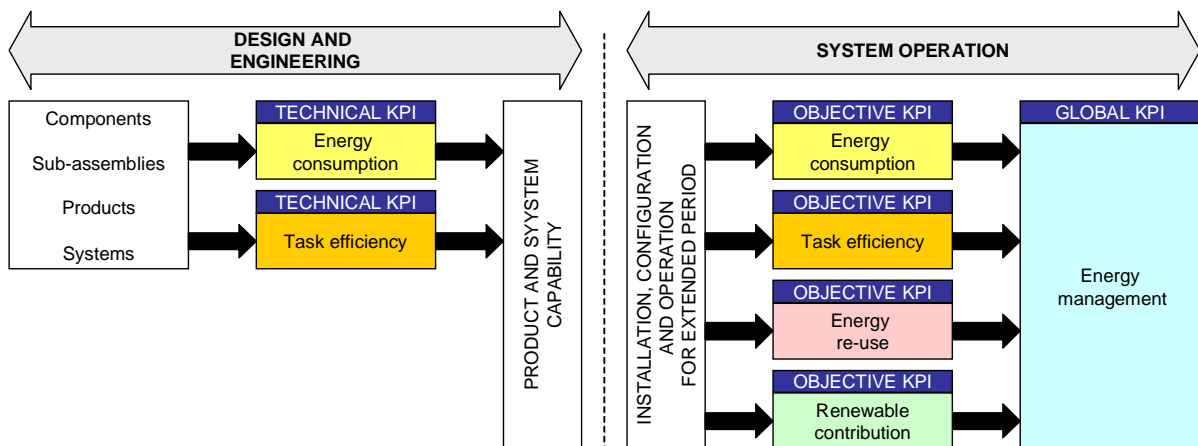 DESIGN AND
ENGINEERING
Components
Sub-assemblies
Products
Systems
TECHNICAL KPI
Energy
consumption
TECHNICAL KPI
Task efficiency
PRODUCT AND SYYSTEM
CAPABILITY
SYSTEM OPERATION
INSTALLATION, CONFIGURATION
AND OPERATION
FOR EXTENDED PERIOD
OBJECTIVE KPI
Energy
consumption
OBJECTIVE KPI
Task efficiency
OBJECTIVE KPI
Energy
re-use
OBJECTIVE KPI
Renewable
contribution
GLOBAL KPI
Energy
management